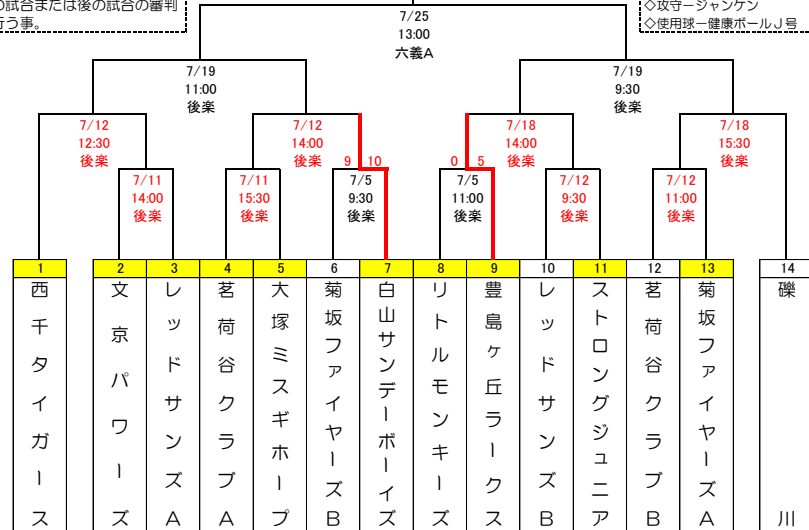 の試合または後の試合の審判
行う事。
◇攻守ージャンケン
◇使用球ー健康ボールJ号
7/25
13:00
六義A
7/19
11:00
後楽
7/19
9:30
後楽
7/12
12:30
後楽
7/12
14:00
後楽
7/18
14:00
後楽
7/18
15:30
後楽
9 10
0 5
7/11
14:00
後楽
7/11
15:30
後楽
7/5
9:30
後楽
7/5
11:00
後楽
7/12
9:30
後楽
7/12
11:00
後楽
1
西千タイガース
2
文京パワーズ
3
レッドサンズA
4
茗荷谷クラブA
5
大塚ミスギホープ
6
菊坂ファイヤーズB
7
白山サンデーボーイズ
8
リトルモンキーズ
9
豊島ヶ丘ラークス
10
レッドサンズB
11
ストロングジュニア
12
茗荷谷クラブB
13
菊坂ファイヤーズA
14
礫川